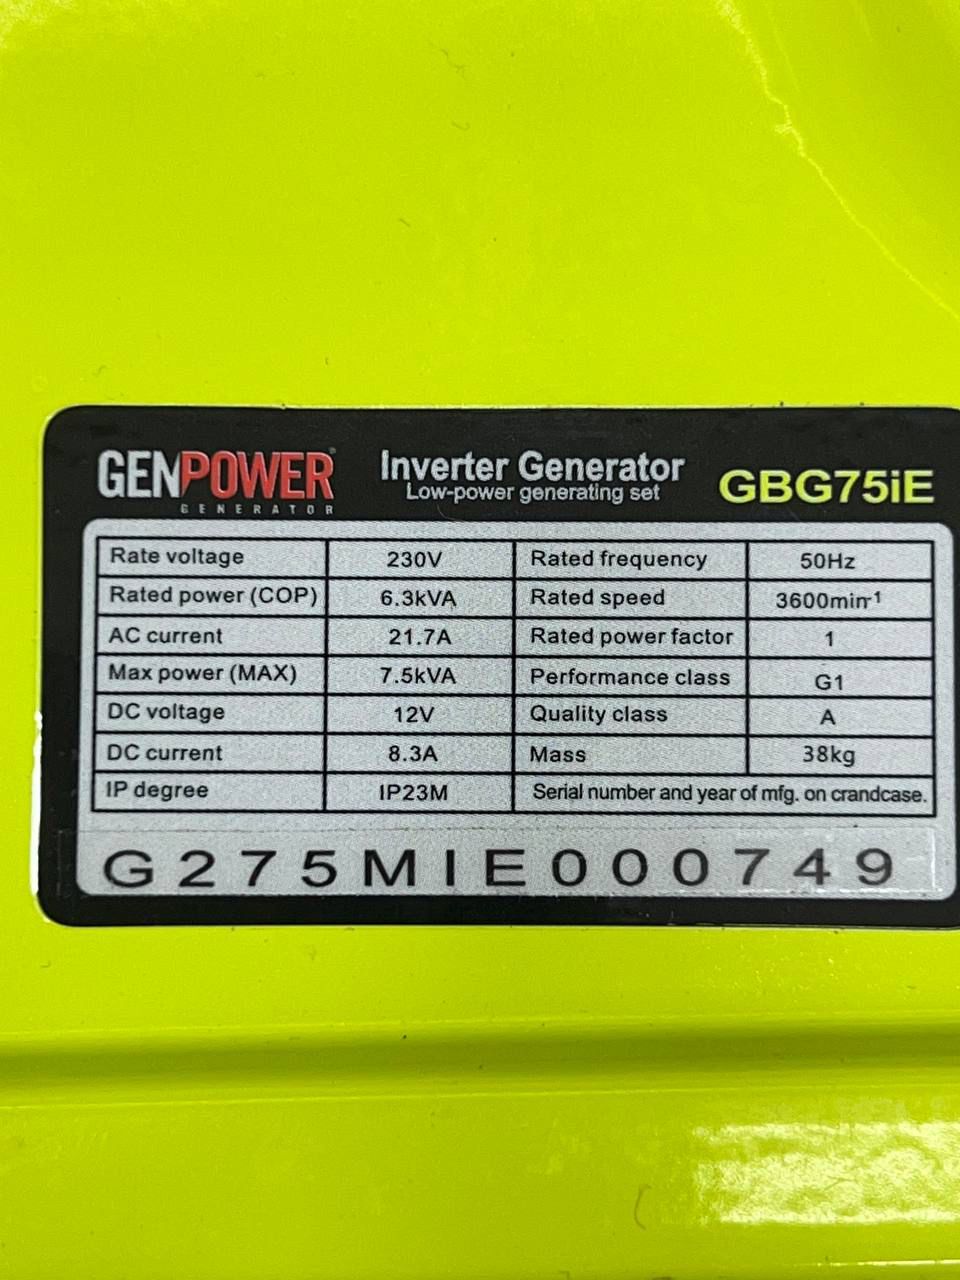 GENPOWER
GENERATOR
Inverter Generator
Low-power generating set
GBG75iE
Rate voltage 230V Rated frequency 50Hz
Rated power (COP) 6.3kVA Rated speed 3600min-1
AC current 21.7A Rated power factor 1
Max power (MAX) 7.5kVA Performance class G1
DC voltage 12V Quality class A
DC current 8.3A Mass 38kg
IP degree IP23M Serial number and year of mfg. on crandcase.
G275MIE000749